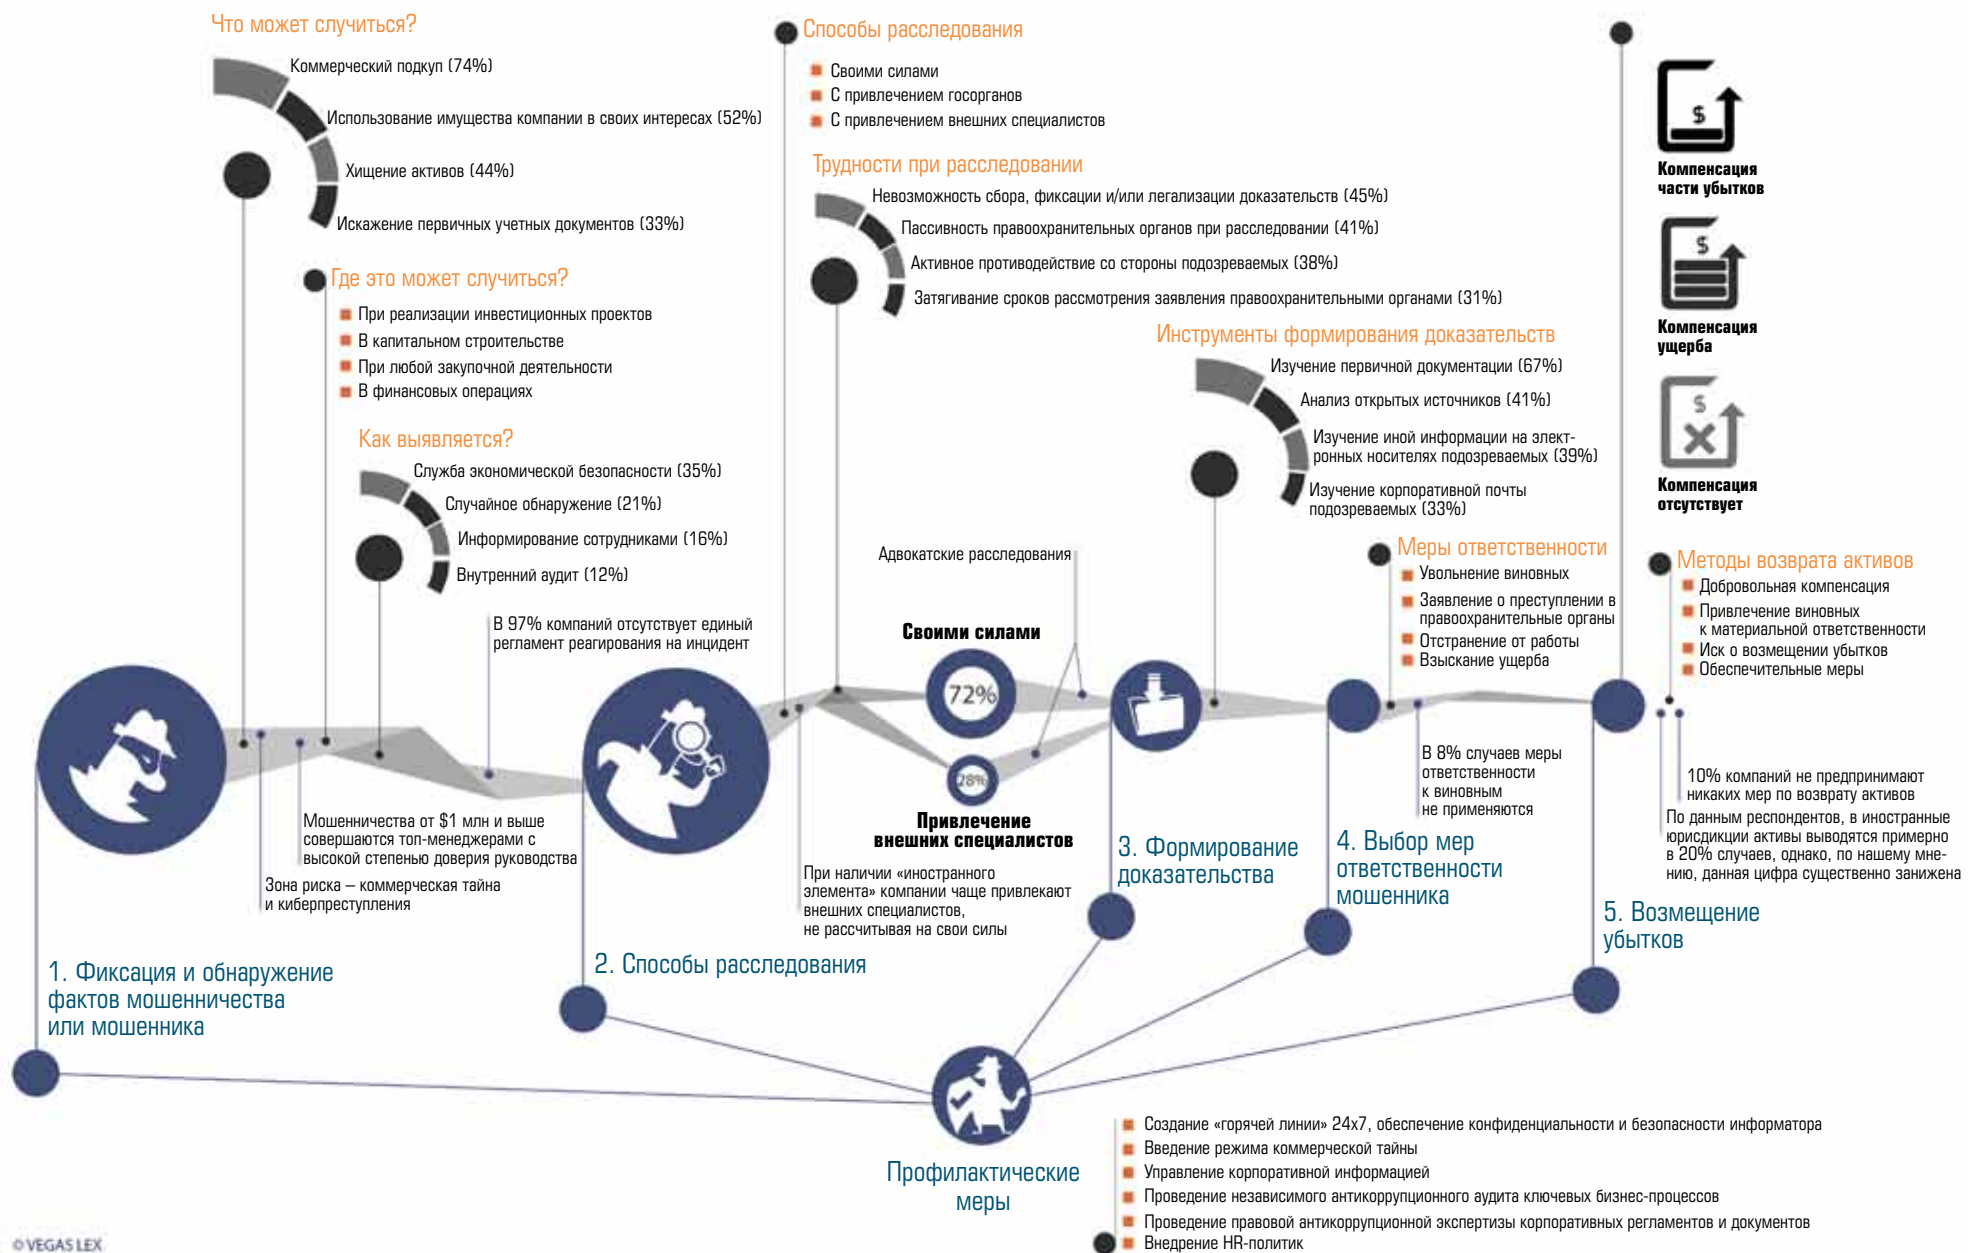 Что может случиться?
Коммерческий подкуп (74%)
Использование имущества компании в своих интересах (52%)
Хищение активов (44%)
Искажение первичных учетных документов (33%)
Где это может случиться?
При реализации инвестиционных проектов
В капитальном строительстве
При любой закупочной деятельности
В финансовых операциях
Как выявляется?
Служба экономической безопасности (35%)
Случайное обнаружение (21%)
Информирование сотрудниками (16%)
Внутренний аудит (12%)
В 97% компаний отсутствует единый
регламент реагирования на инцидент
Мошенничества от $1 млн и выше
совершаются топ-менеджерами с
высокой степенью доверия руководства
Зона риска – коммерческая тайна
и киберпреступления
1. Фиксация и обнаружение
фактов мошенничества
или мошенника
Способы расследования
Своими силами
С привлечением госорганов
С привлечением внешних специалистов
Трудности при расследовании
Невозможность сбора, фиксации и/или легализации доказательств (45%)
Пассивность правоохранительных органов при расследовании (41%)
Активное противодействие со стороны подозреваемых (38%)
Затягивание сроков рассмотрения заявления правоохранительными органами (31%)
Адвокатские расследования
Своими силами
72%
28%
Привлечение
внешних специалистов
При наличии «иностранного
элемента» компании чаще привлекают
внешних специалистов,
не рассчитывая на свои силы
2. Способы расследования
Инструменты формирования доказательств
Изучение первичной документации (67%)
Анализ открытых источников (41%)
Изучение иной информации на элект-
ронных носителях подозреваемых (39%)
Изучение корпоративной почты
подозреваемых (33%)
3. Формирование
доказательства
Меры ответственности
Увольнение виновных
Заявление о преступлении в
правоохранительные органы
Отстранение от работы
Взыскание ущерба
В 8% случаев меры
ответственности
к виновным
не применяются
4. Выбор мер
ответственности
мошенника
$
Компенсация
части убытков
$
Компенсация
ущерба
$
Компенсация
отсутствует
Методы возврата активов
Добровольная компенсация
Привлечение виновных
к материальной ответственности
Иск о возмещении убытков
Обеспечительные меры
10% компаний не предпринимают
никаких мер по возврату активов
По данным респондентов, в иностранные
юрисдикции активы выводятся примерно
в 20% случаев, однако, по нашему мне-
нию, данная цифра существенно занижена
5. Возмещение
убытков
Профилактические
меры
Создание «горячей линии» 24x7, обеспечение конфиденциальности и безопасности информатора
Введение режима коммерческой тайны
Управление корпоративной информацией
Проведение независимого антикоррупционного аудита ключевых бизнес-процессов
Проведение правовой антикоррупционной экспертизы корпоративных регламентов и документов
Внедрение HR-политик
© VEGAS LEX